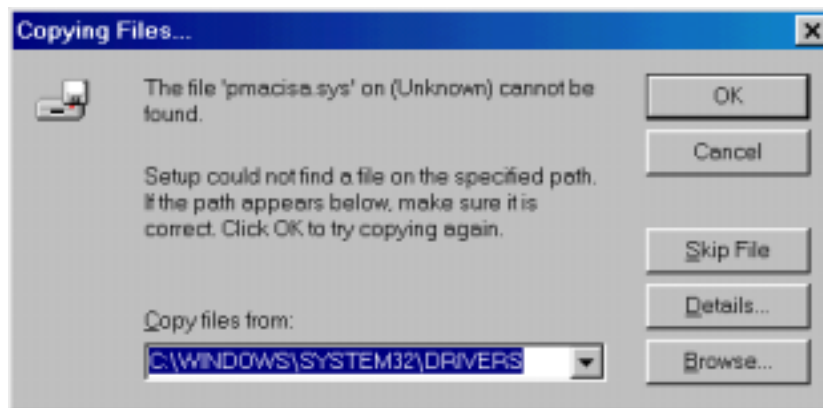 Copying Files...
The file 'pmacisa.sys' on (Unknown) cannot be
found.
Setup could not find a file on the specified path.
If the path appears below, make sure it is
correct. Click OK to try copying again.
Copy files from:
C:\WINDOWS\SYSTEM32\DRIVERS
OK
Cancel
Skip File
Details...
Browse...